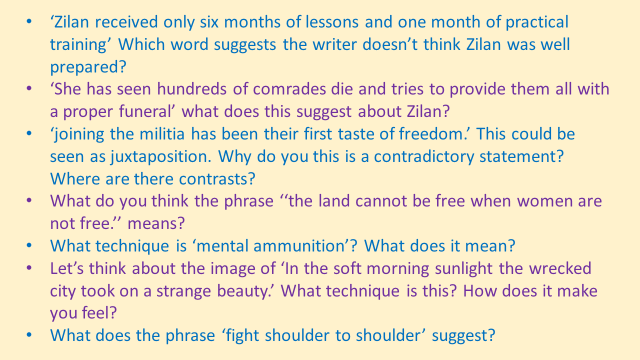 • ‘Zilan received only six months of lessons and one month of practical
training’ Which word suggests the writer doesn’t think Zilan was well
prepared?
• ‘She has seen hundreds of comrades die and tries to provide them all with
a proper funeral’ what does this suggest about Zilan?
• ‘joining the militia has been their first taste of freedom.’ This could be
seen as juxtaposition. Why do you this is a contradictory statement?
Where are there contrasts?
• What do you think the phrase ‘‘the land cannot be free when women are
not free.’’ means?
• What technique is ‘mental ammunition’? What does it mean?
• Let’s think about the image of ‘In the soft morning sunlight the wrecked
city took on a strange beauty.’ What technique is this? How does it make
you feel?
• What does the phrase ‘fight shoulder to shoulder’ suggest?